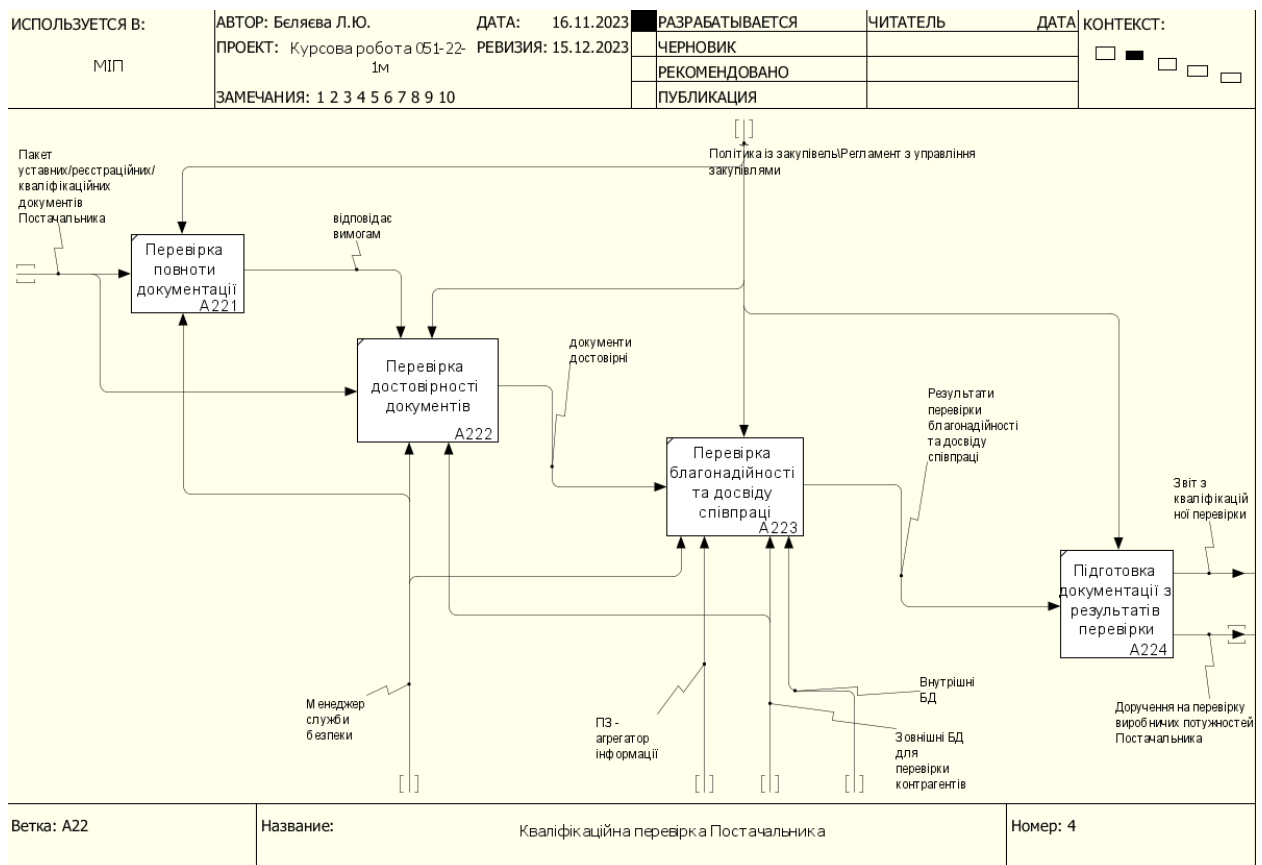 ИСПОЛЬЗУЕТСЯ В:
МІП
АВТОР: Бєляєва Л.Ю.
ДАТА: 16.11.2023
ПРОЕКТ: Курсова робота 051-22-
1м
РЕВИЗИЯ: 15.12.2023
ЗАМЕЧАНИЯ: 1 2 3 4 5 6 7 8 9 10
РАЗРАБАТЫВАЕТСЯ
ЧЕРНОВИК
РЕКОМЕНДОВАНО
ПУБЛИКАЦИЯ
ЧИТАТЕЛЬ
ДАТА
КОНТЕКСТ:
Пакет
уставних/реєстраційних/
кваліфікаційних
документів
Постачальника
Політика із закупівель\Регламент з управління
закупівлями
відповідає
вимогам
Перевірка
повноти
документації
A221
Перевірка
достовірності
документів
A222
документи
достовірні
Результати
перевірки
благонадійності
та досвіду
співпраці
Перевірка
благонадійності
та досвіду
співпраці
A223
Звіт з
кваліфікацій
ної перевірки
Підготовка
документації з
результатів
перевірки
A224
Менеджер
служби
безпеки
ПЗ -
агрегатор
інформації
Внутрішні
БД
Зовнішні БД
для
перевірки
контрагентів
Доручення на перевірку
виробничих потужностей
Постачальника
Ветка: A22
Название:
Кваліфікаційна перевірка Постачальника
Номер: 4